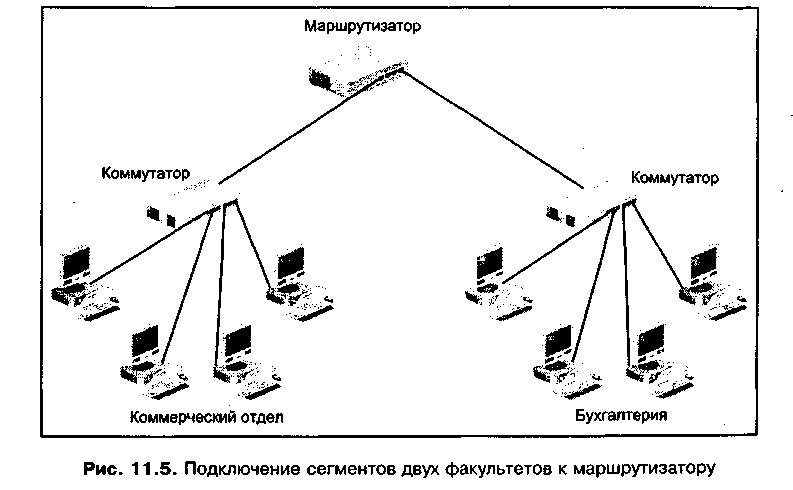 Маршрутизатор
Коммутатор
Коммутатор
Коммерческий отдел
Бухгалтерия
Рис. 11.5. Подключение сегментов двух факультетов к маршрутизатору